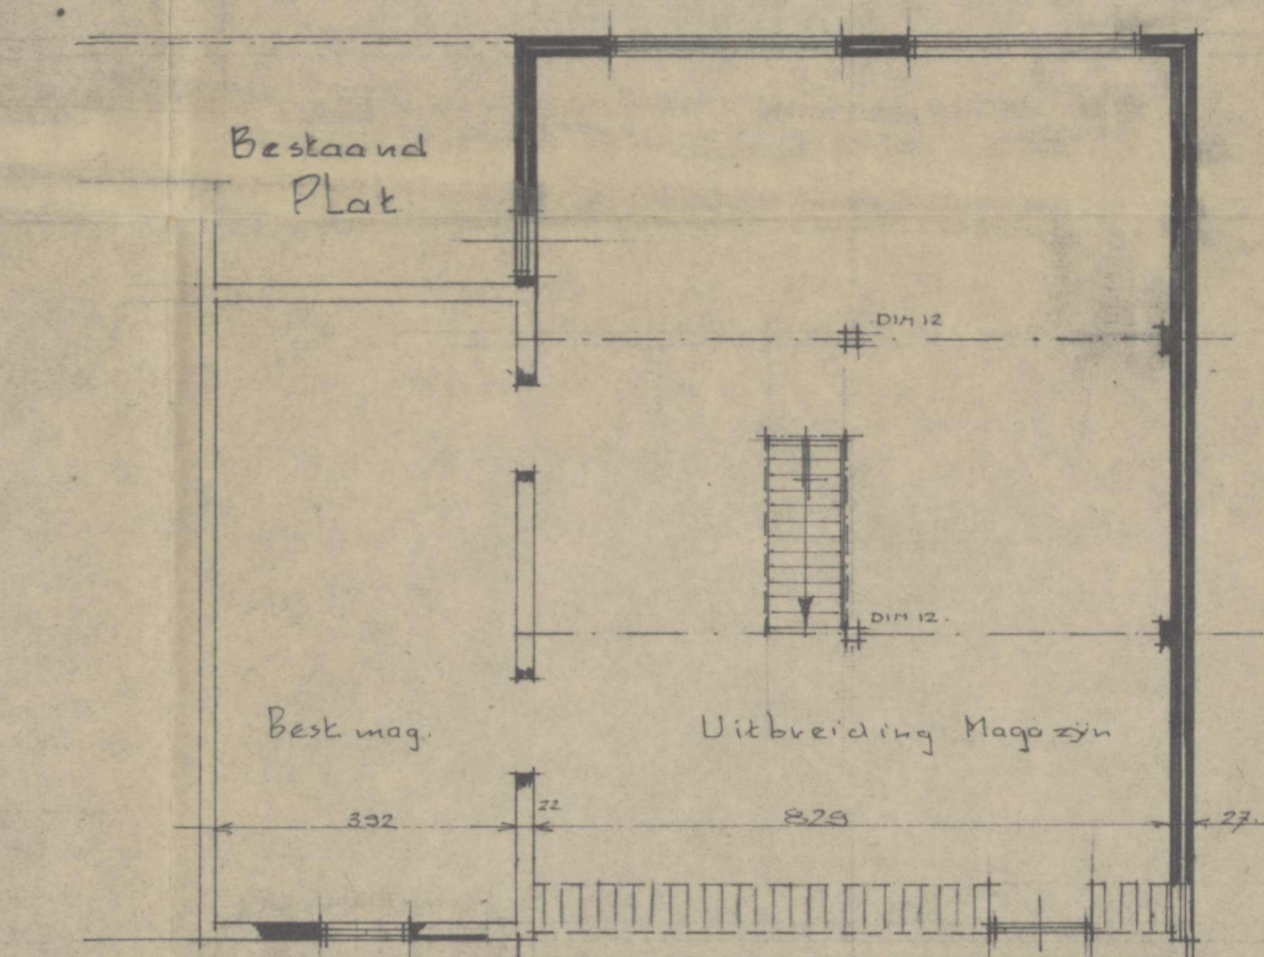 Bestaand
PLat
DIM 12
DIM 12.
Best mag.
Uitbreiding Magazijn
392
22
829
27.